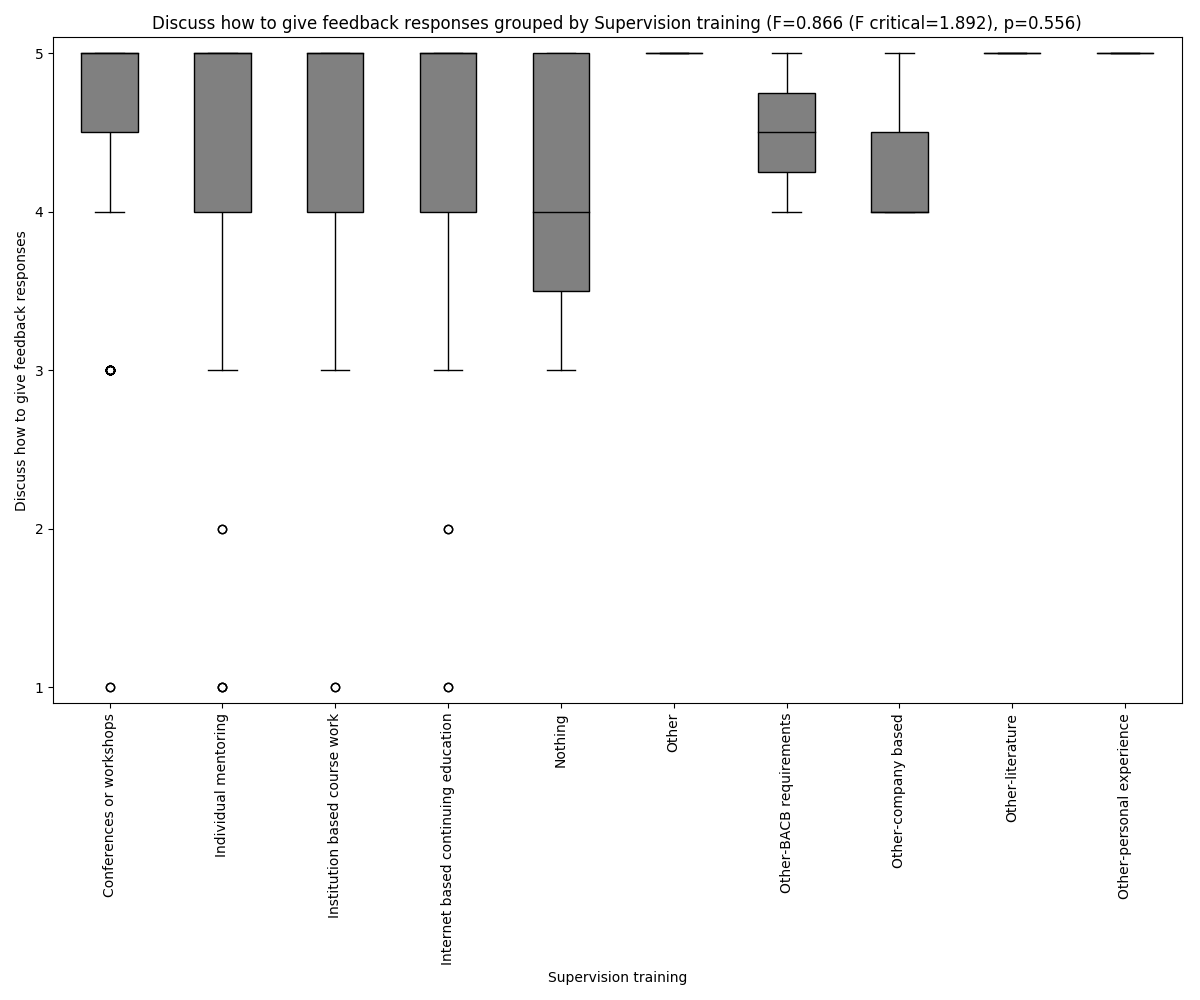 Discuss how to give feedback responses grouped by Supervision training (F=0.866 (F critical=1.892), p=0.556)
Discuss how to give feedback responses
5
4
3
2
1
Conferences or workshops
Individual mentoring
Institution based course work
Internet based continuing education
Nothing
Other
Other-BACB requirements
Other-company based
Other-literature
Other-personal experience
Supervision training